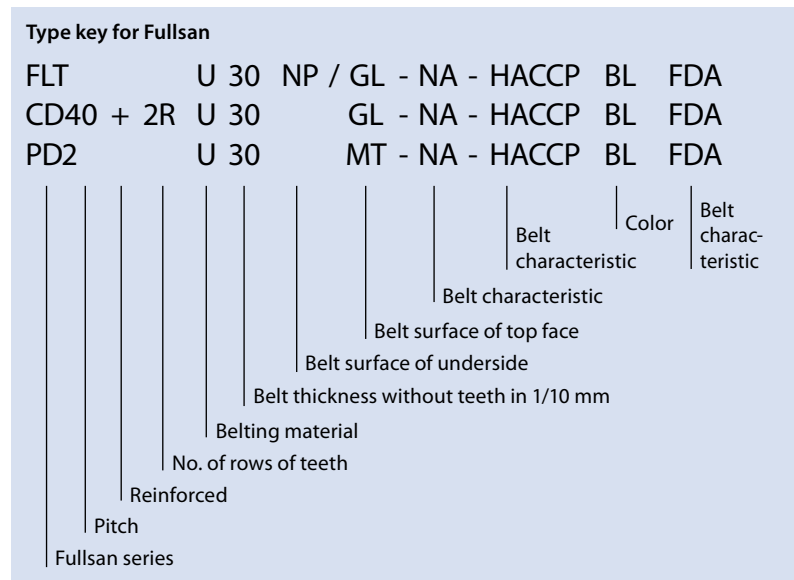 Type key for Fullsan
FLT U 30 NP / GL - NA - HACCP BL FDA
CD40 + 2R U 30 GL - NA - HACCP BL FDA
PD2 U 30 MT - NA - HACCP BL FDA
Belt
charac-
teristic
Color
Belt
characteristic
Belt characteristic
Belt surface of top face
Belt surface of underside
Belt thickness without teeth in 1/10 mm
Belting material
No. of rows of teeth
Reinforced
Pitch
Fullsan series